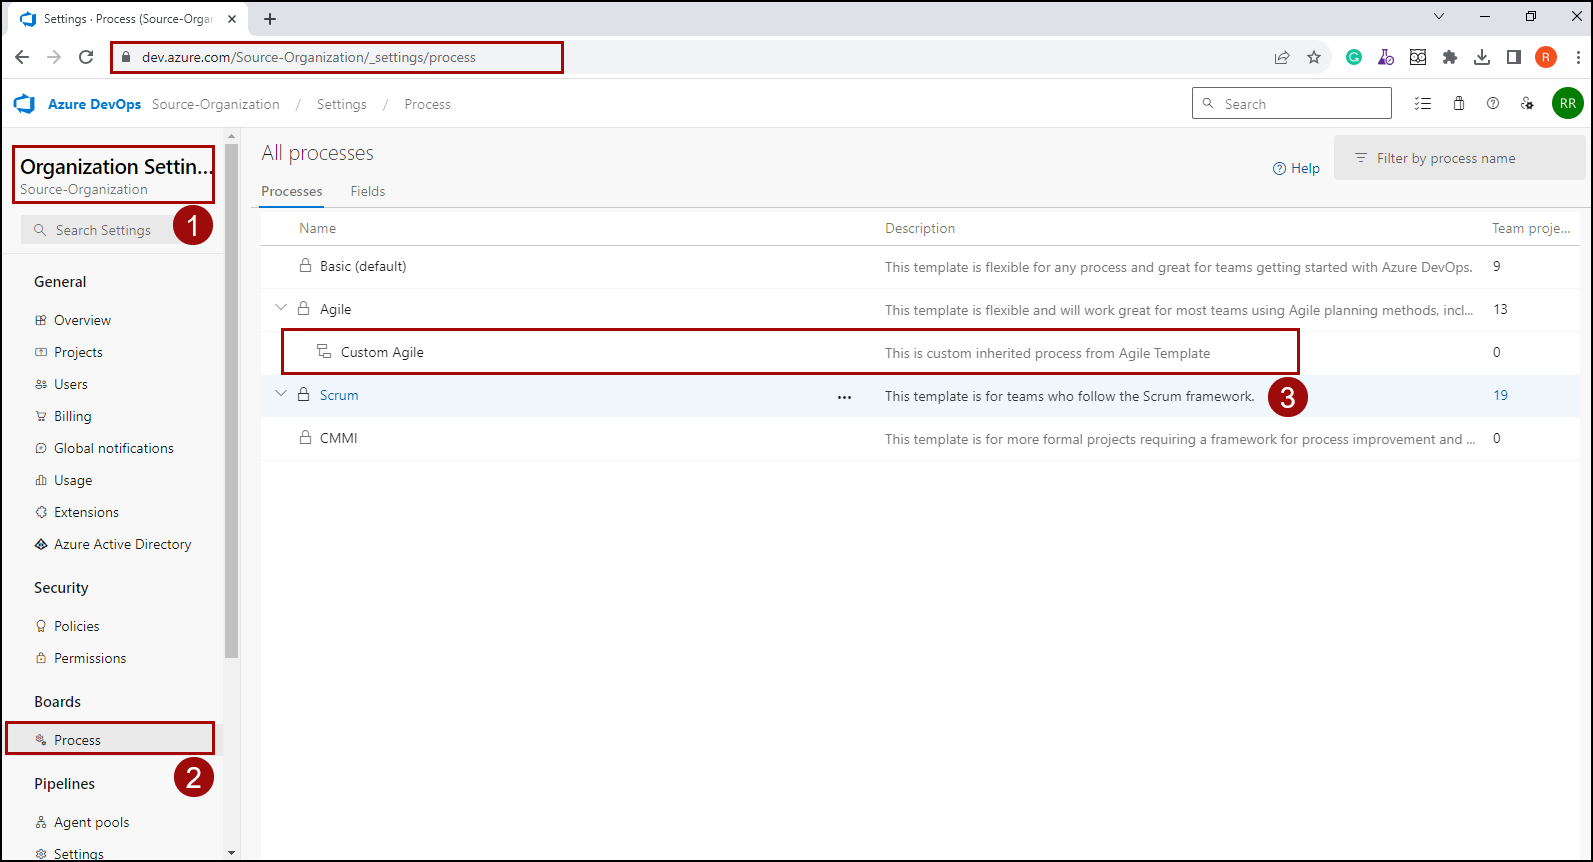 Settings · Process (Source-Orgar
dev.azure.com/Source-Organization/_settings/process
R
Azure DevOps Source-Organization / Settings / Process
Search
RR
Organization Settin...
Source-Organization
1
Search Settings
General
Overview
Projects
Users
Billing
Global notifications
Usage
Extensions
Azure Active Directory
Security
Policies
Permissions
Boards
Process
2
Pipelines
Agent pools
Settings
All processes
Help
Filter by process name
Processes Fields
Name Description Team proje...
Basic (default) This template is flexible for any process and great for teams getting started with Azure DevOps. 9
Agile This template is flexible and will work great for most teams using Agile planning methods, incl... 13
Custom Agile This is custom inherited process from Agile Template 0
Scrum ... This template is for teams who follow the Scrum framework. 3 19
CMMI This template is for more formal projects requiring a framework for process improvement and ... 0